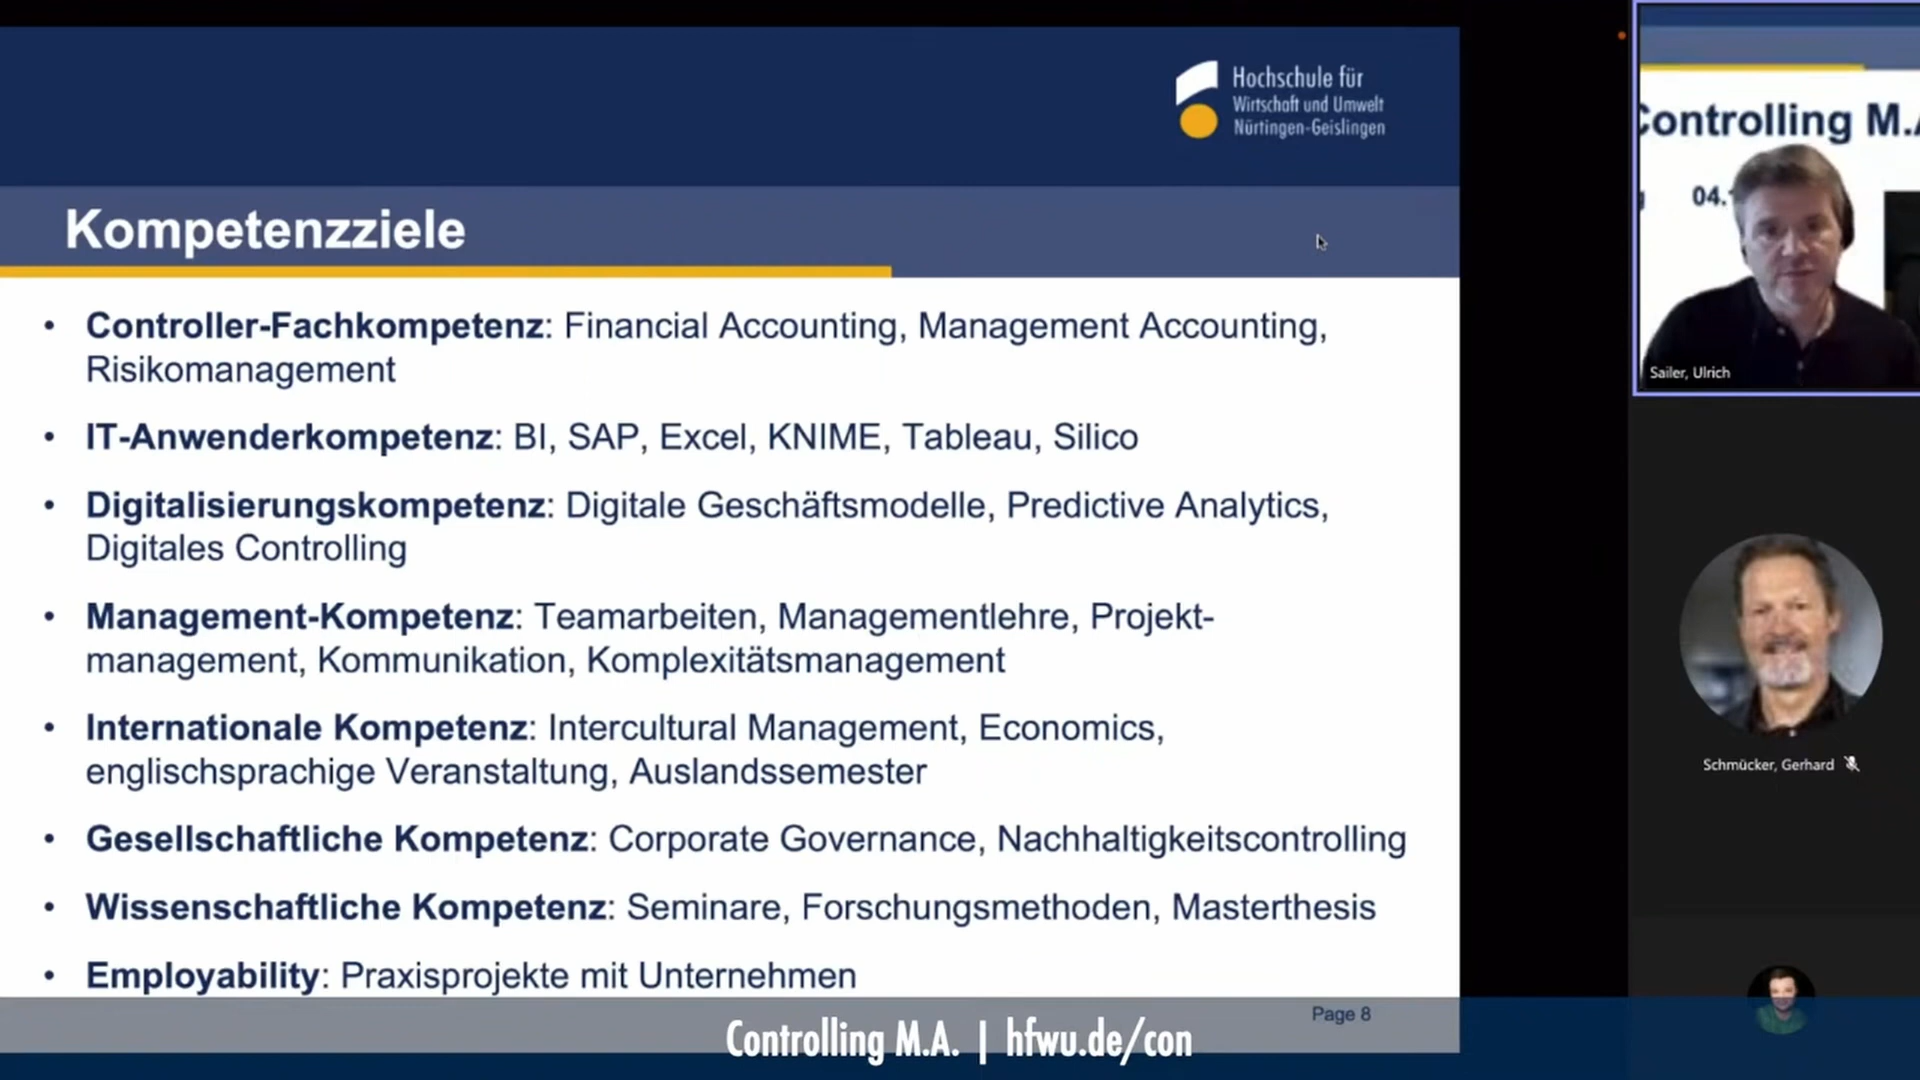 Hochschule für
Wirtschaft und Umwelt
Nürtingen-Geislingen
Kompetenzziele
• Controller-Fachkompetenz: Financial Accounting, Management Accounting,
Risikomanagement
• IT-Anwenderkompetenz: BI, SAP, Excel, KNIME, Tableau, Silico
• Digitalisierungskompetenz: Digitale Geschäftsmodelle, Predictive Analytics,
Digitales Controlling
• Management-Kompetenz: Teamarbeiten, Managementlehre, Projekt-
management, Kommunikation, Komplexitätsmanagement
• Internationale Kompetenz: Intercultural Management, Economics,
englischsprachige Veranstaltung, Auslandssemester
• Gesellschaftliche Kompetenz: Corporate Governance, Nachhaltigkeitscontrolling
• Wissenschaftliche Kompetenz: Seminare, Forschungsmethoden, Masterthesis
• Employability: Praxisprojekte mit Unternehmen
Page 8
Controlling M.A. | hfwu.de/con
Controlling M.A
04.
Sailer, Ulrich
Schmücker, Gerhard